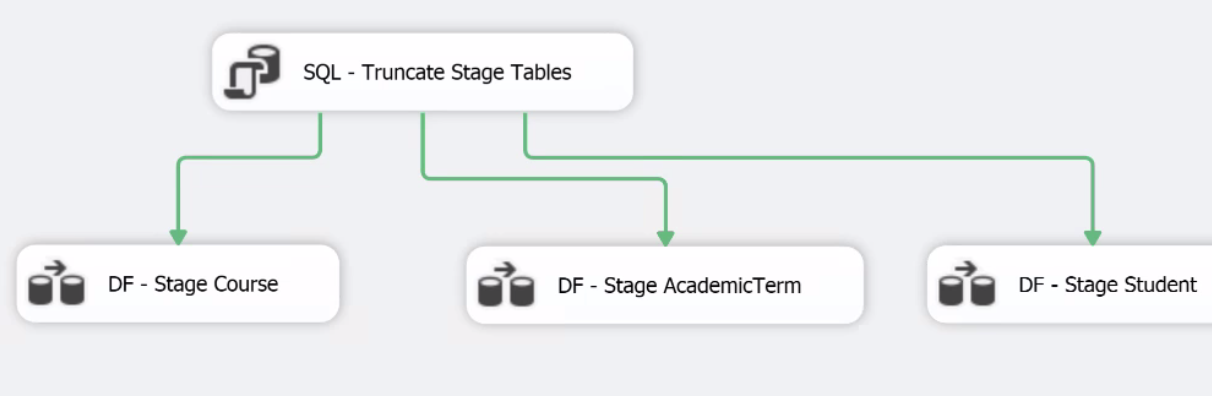 SQL - Truncate Stage Tables
DF - Stage Course
DF - Stage AcademicTerm
DF - Stage Student